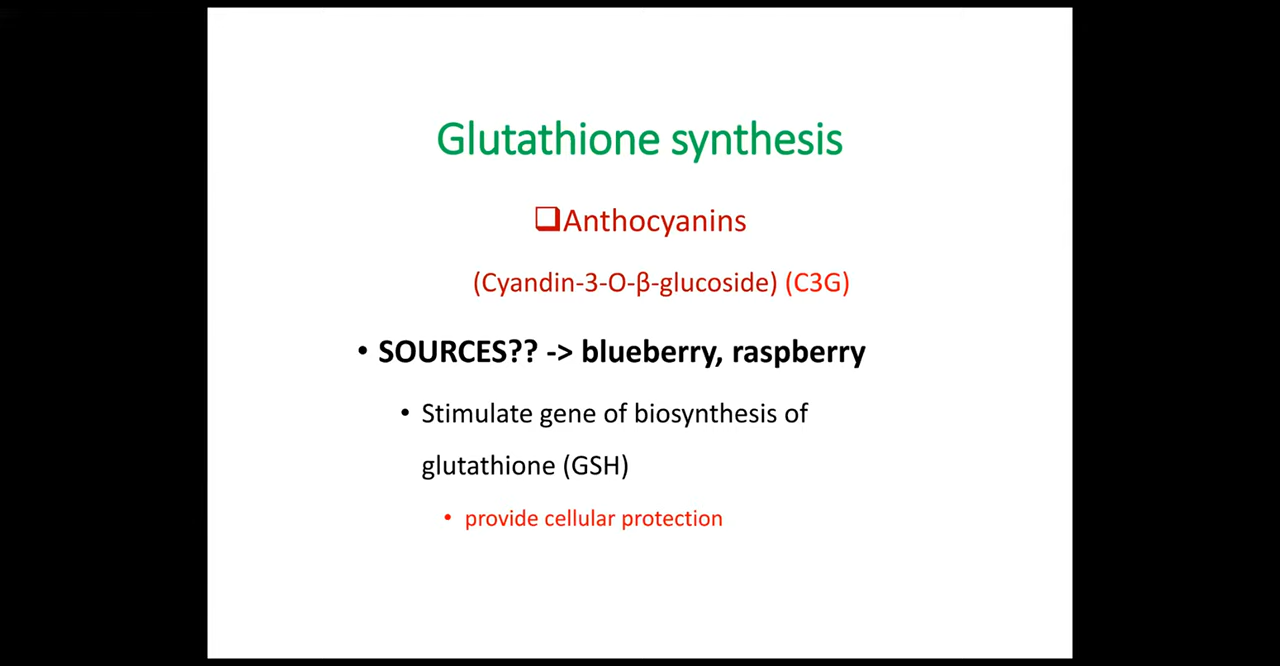 Glutathione synthesis
❑Anthocyanins
(Cyandin-3-O-β-glucoside) (C3G)
• SOURCES?? -> blueberry, raspberry
• Stimulate gene of biosynthesis of
glutathione (GSH)
• provide cellular protection